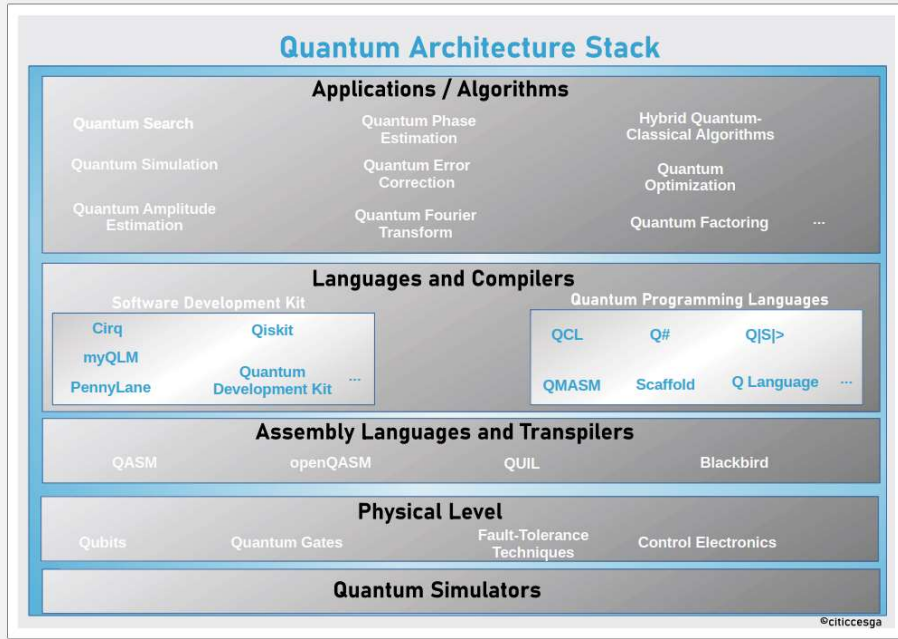 Quantum Architecture Stack
Applications / Algorithms
Quantum Search
Quantum Phase
Estimation
Hybrid Quantum-
Classical Algorithms
Quantum Simulation
Quantum Error
Correction
Quantum
Optimization
Quantum Amplitude
Estimation
Quantum Fourier
Transform
Quantum Factoring
...
Languages and Compilers
Software Development Kit
Cirq
Qiskit
myQLM
PennyLane
Quantum
Development Kit
...
Quantum Programming Languages
QCL
Q#
Q|S|>
QMASM
Scaffold
Q Language
...
Assembly Languages and Transpilers
QASM
openQASM
QUIL
Blackbird
Physical Level
Qubits
Quantum Gates
Fault-Tolerance
Techniques
Control Electronics
Quantum Simulators
©citiccesga